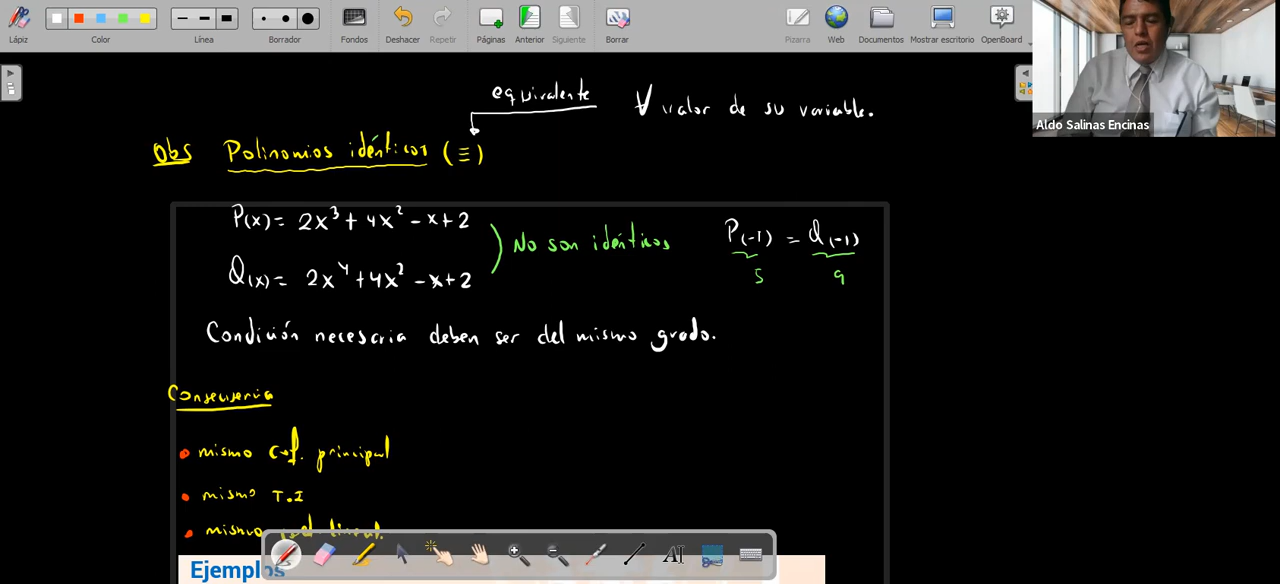 Lápiz Color Línea Borrador Fondos Deshacer Repetir Páginas Anterior Siguiente Borrar Pizarra Web Documentos Mostrar escritorio OpenBoard
Aldo Salinas Encinas
equivalente ∀ valor de su variable.
Obs Polinomios idénticos (≡)
P(x)= 2x³+4x²-x+2
No son idénticos P(-1) = Q(-1)
5 9
Q(x)= 2x⁴+4x²-x+2
Condición necesaria deben ser del mismo grado.
Consecuencia
• mismo coef. principal
• mismo T.I
• mismo
Ejemplos